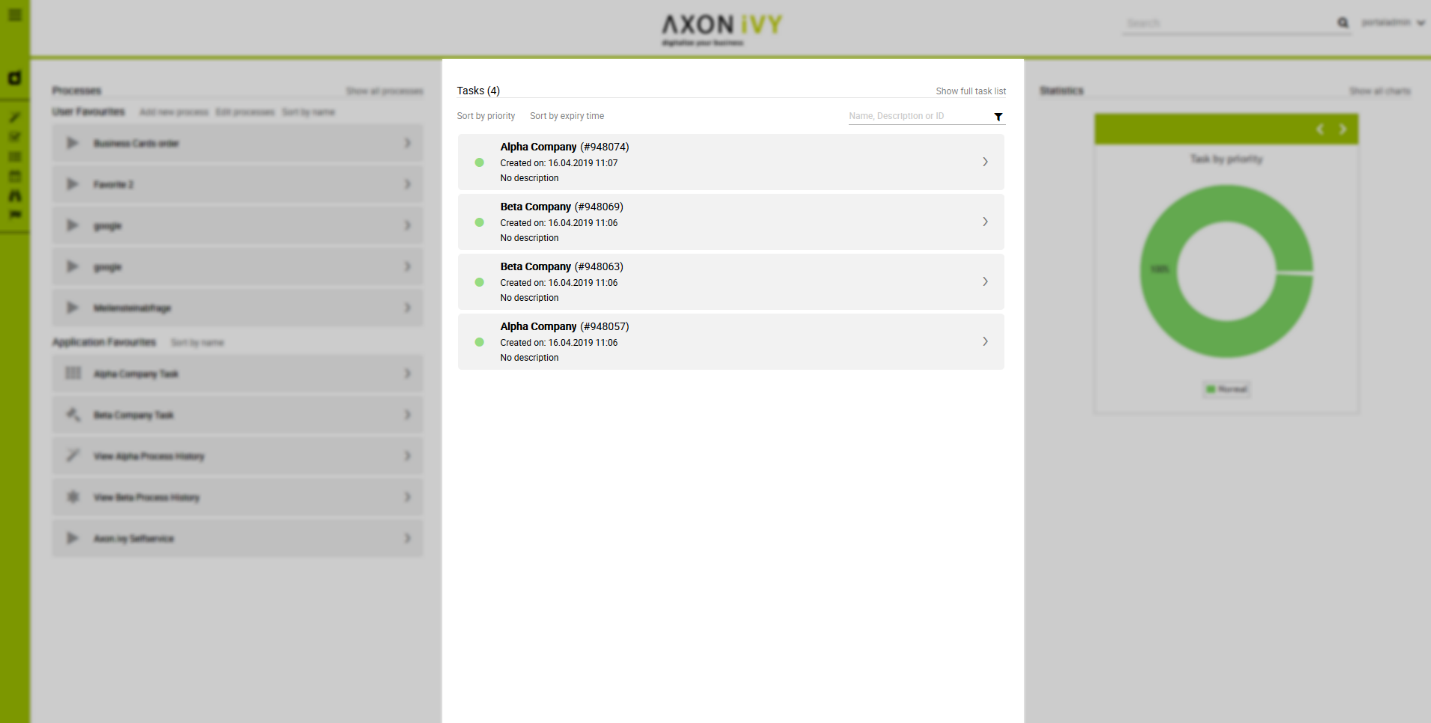 AXON iVY
digitalize your business
Search
portaladmin
Processes
Show all processes
User Favourites Add new process Edit processes Sort by name
Business Cards order
Favorite 2
google
google
Meilensteinabfrage
Application Favourites Sort by name
Alpha Company Task
Beta Company Task
View Alpha Process History
View Beta Process History
Axon.ivy Selfservice
Tasks (4)
Show full task list
Sort by priority Sort by expiry time
Name, Description or ID
Alpha Company (#948074)
Created on: 16.04.2019 11:07
No description
Beta Company (#948069)
Created on: 16.04.2019 11:06
No description
Beta Company (#948063)
Created on: 16.04.2019 11:06
No description
Alpha Company (#948057)
Created on: 16.04.2019 11:06
No description
Statistics
Show all charts
Task by priority
100%
Normal